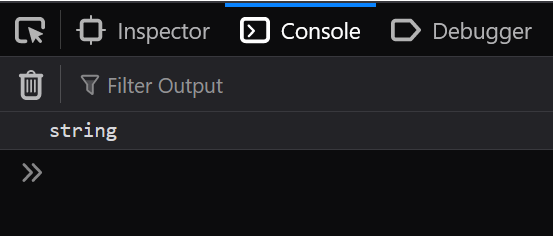 Inspector Console Debugger
Filter Output
string